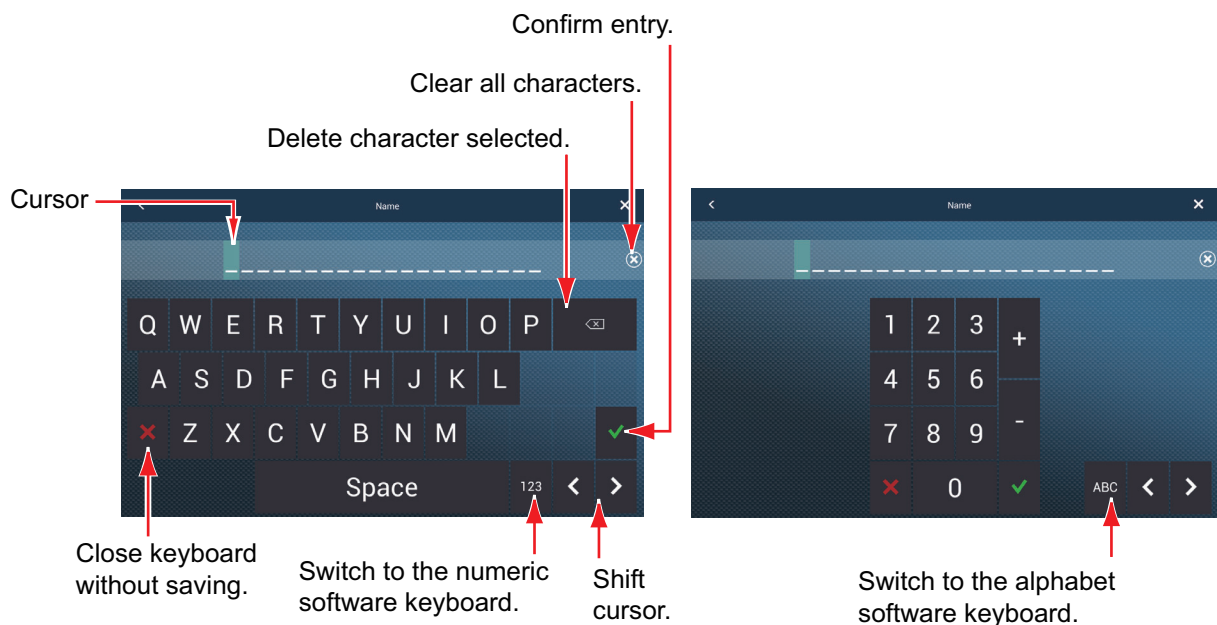 Confirm entry.
Clear all characters.
Delete character selected.
Cursor
Name
Q W E R T Y U I O P
A S D F G H J K L
Z X C V B N M
Space 123
Close keyboard
without saving.
Switch to the numeric
software keyboard.
Shift
cursor.
Name
1 2 3 +
4 5 6
7 8 9 -
0 ABC
Switch to the alphabet
software keyboard.